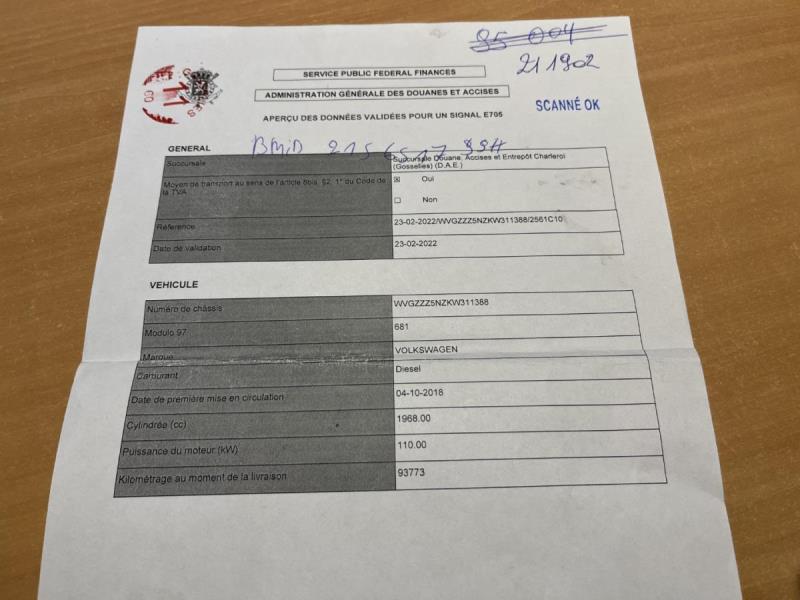 95 004
211902
SERVICE PUBLIC FEDERAL FINANCES
ADMINISTRATION GÉNÉRALE DES DOUANES ET ACCISES
SCANNÉ OK
APERÇU DES DONNÉES VALIDÉES POUR UN SIGNAL E705
GENERAL
Succursale Succursale Douane, Accises et Entrepôt Charleroi
(Gosselies) (D.A.E.)
Moyen de transport au sens de l'article 8bis, §2, 1° du Code de ☒ Oui
la TVA
☐ Non
Référence 23-02-2022/WVGZZZ5NZKW311388/2561C10
Date de validation 23-02-2022
VEHICULE
Numéro de châssis WVGZZZ5NZKW311388
Modulo 97 681
Marque VOLKSWAGEN
Carburant Diesel
Date de première mise en circulation 04-10-2018
Cylindrée (cc) 1968.00
Puissance du moteur (kW) 110.00
Kilométrage au moment de la livraison 93773